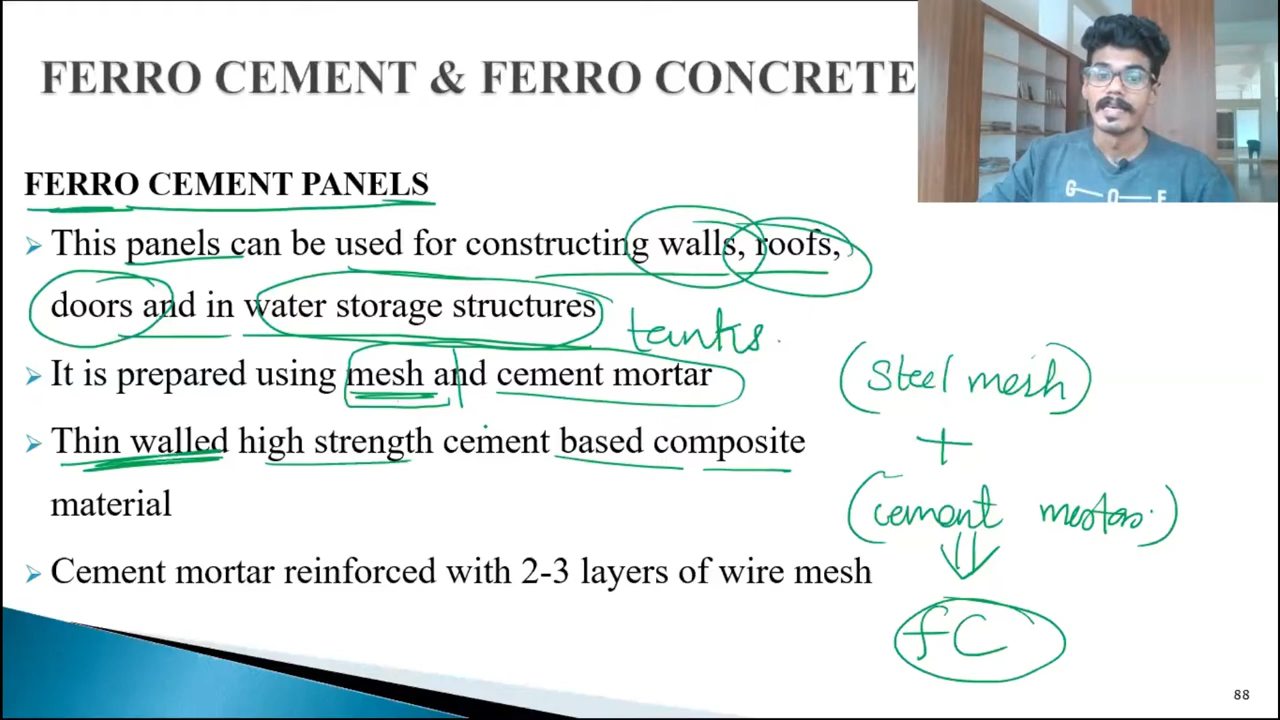 FERRO CEMENT & FERRO CONCRETE
G O F
FERRO CEMENT PANELS
This panels can be used for constructing walls, roofs,
doors and in water storage structures
tanks.
It is prepared using mesh and cement mortar
(Steel mesh)
+
Thin walled high strength cement based composite
material
(cement mortar)
fC
Cement mortar reinforced with 2-3 layers of wire mesh
88